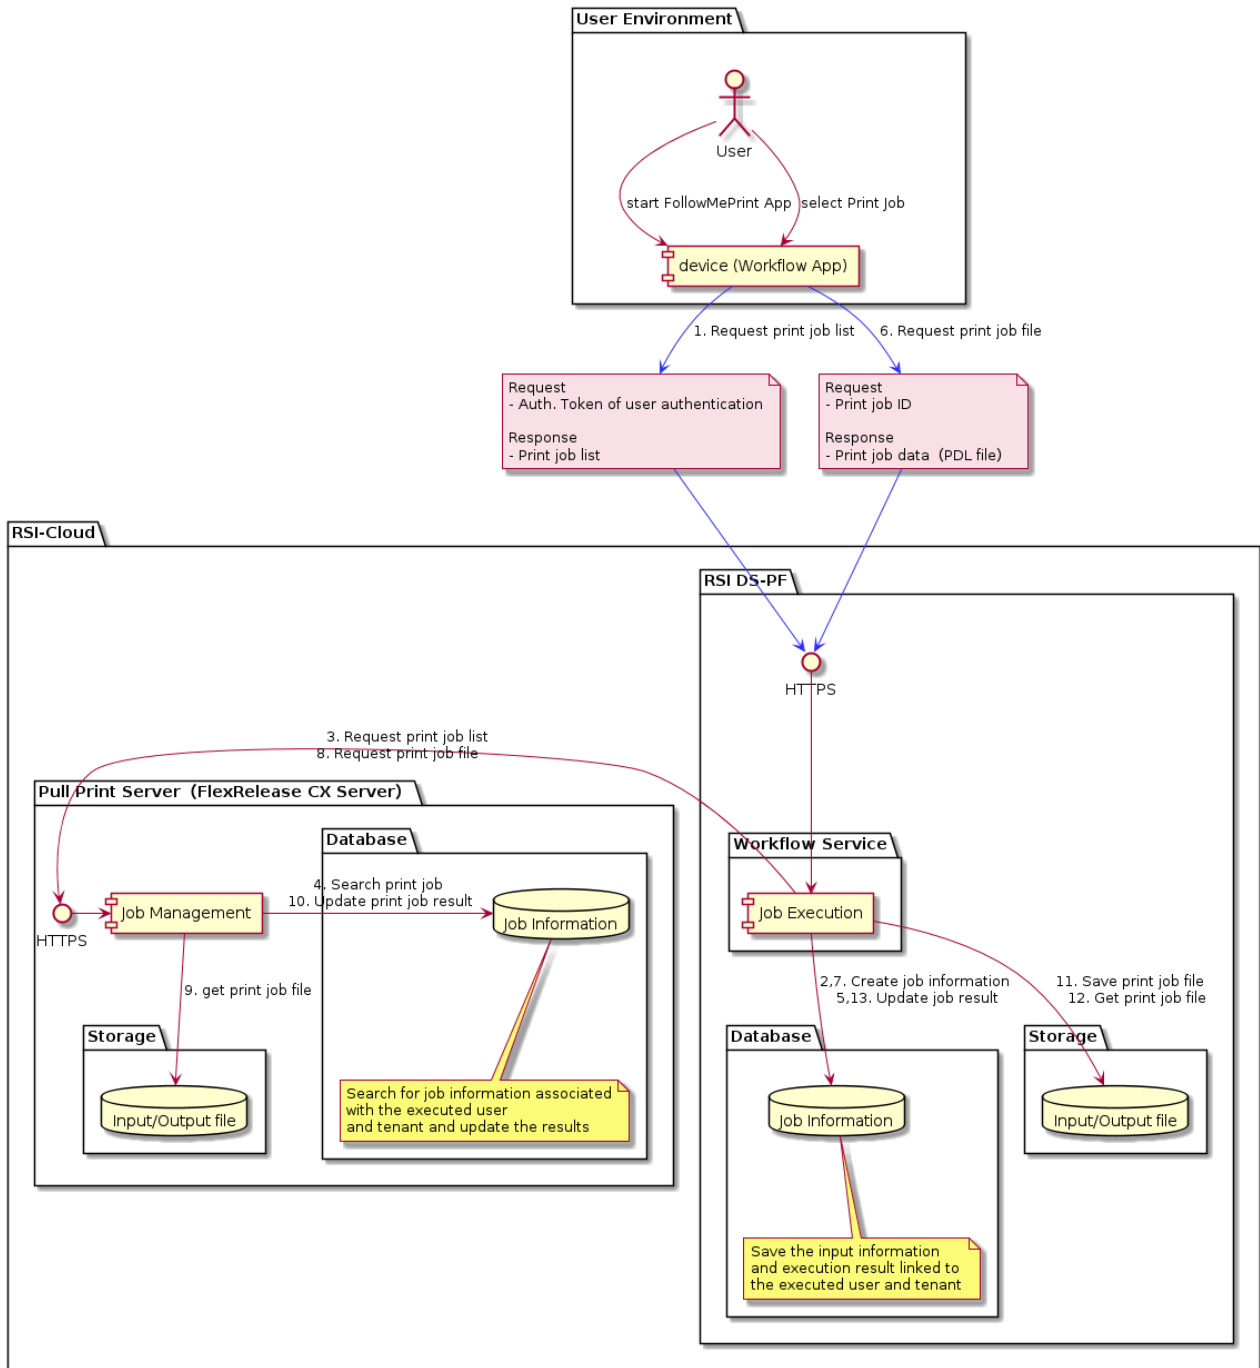 User Environment
User
start FollowMePrint App
select Print Job
device (Workflow App)
1. Request print job list
6. Request print job file
Request
- Auth. Token of user authentication
Response
- Print job list
Request
- Print job ID
Response
- Print job data  (PDL file)
RSI-Cloud
RSI DS-PF
HTTPS
3. Request print job list
8. Request print job file
Pull Print Server  (FlexRelease CX Server)
Database
Workflow Service
4. Search print job
10. Update print job result
Job Management
Job Information
Job Execution
HTTPS
9. get print job file
2,7. Create job information
5,13. Update job result
11. Save print job file
12. Get print job file
Storage
Database
Storage
Input/Output file
Search for job information associated
with the executed user
and tenant and update the results
Job Information
Input/Output file
Save the input information
and execution result linked to
the executed user and tenant